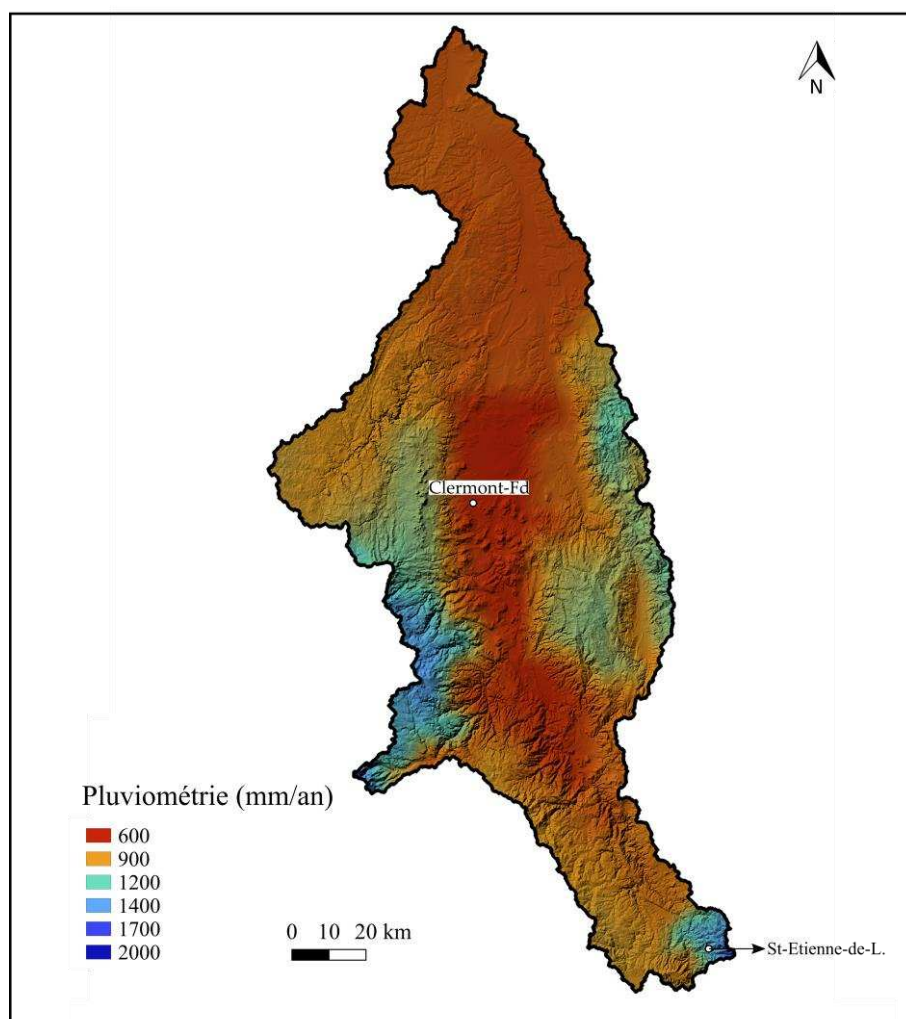 N
Clermont-Fd
Pluviométrie (mm/an)
600
900
1200
1400
1700
2000
0 10 20 km
St-Etienne-de-L.